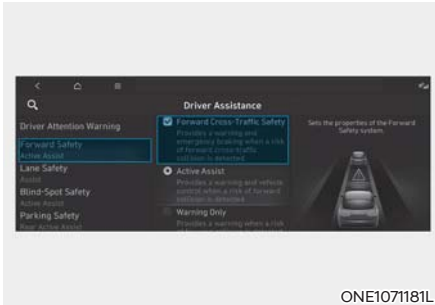 Driver Assistance
Driver Attention Warning
Forward Safety
Active Assist
Lane Safety
Assist
Blind-Spot Safety
Active Assist
Parking Safety
Rear Active Assist
Forward Cross-Traffic Safety
Provides a warning and
emergency braking when a risk
of forward cross-traffic
collision is detected
Active Assist
Provides a warning and vehicle
control when a risk of forward
collision is detected
Warning Only
Provides a warning when a risk
Sets the properties of the Forward
Safety system.
ONE1071181L